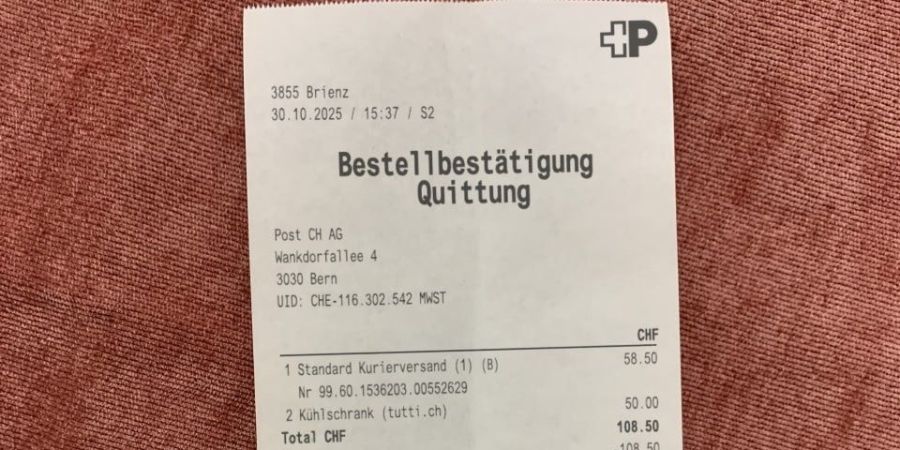 P
3855 Brienz
30.10.2025 / 15:37 / S2
Bestellbestätigung
Quittung
Post CH AG
Wankdorfallee 4
3030 Bern
UID: CHE-116.302.542 MWST
CHF
1 Standard Kurierversand (1) (B) 58.50
Nr 99.60.1536203.00552629
2 Kühlschrank (tutti.ch) 50.00
Total CHF 108.50
108.50